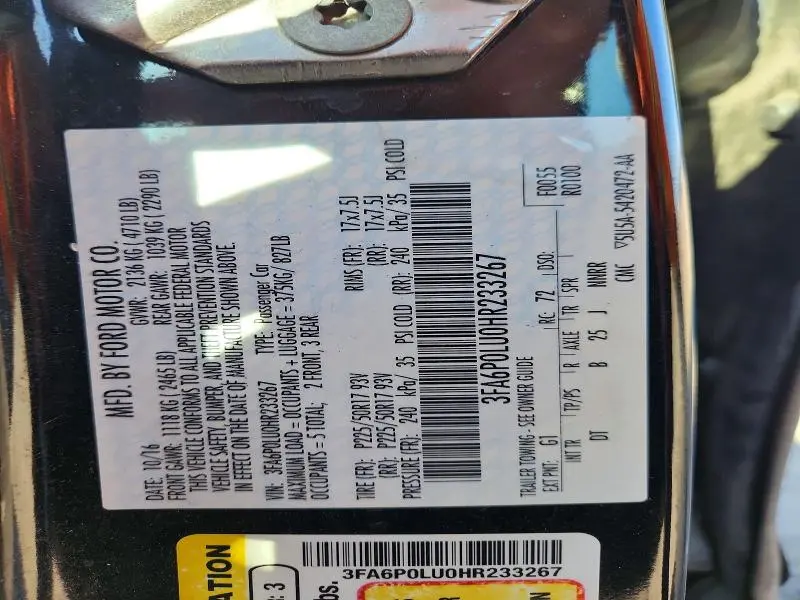 MFD. BY FORD MOTOR CO.
DATE: 10/16 GVWR: 2136 KG (4710 LB)
FRONT GAWR: 1118 KG (2465 LB) REAR GAWR: 1039 KG (2290 LB)
THIS VEHICLE CONFORMS TO ALL APPLICABLE FEDERAL MOTOR
VEHICLE SAFETY, BUMPER, AND THEFT PREVENTION STANDARDS
IN EFFECT ON THE DATE OF MANUFACTURE SHOWN ABOVE.
VIN: 3FA6P0LU0HR233267 TYPE: Passenger Car
MAXIMUM LOAD = OCCUPANTS + LUGGAGE = 375KG/ 827LB
OCCUPANTS = 5 TOTAL; 2 FRONT, 3 REAR
TIRE (FR): P225/50R17 93V RIMS (FR): 17x7.5J
(RR): P225/50R17 93V (RR): 17x7.5J
PRESSURE (FR): 240 kPa/ 35 PSI COLD (RR): 240 kPa/ 35 PSI COLD
3FA6P0LU0HR233267
TRAILER TOWING - SEE OWNER GUIDE F0055
EXT PNT: G1 RC: 72 DSO: R0100
INT TR TP/PS R AXLE TR SPR
DT B 25 J NNRR
CMC 5U5A-5420472-AA
3FA6P0LU0HR233267